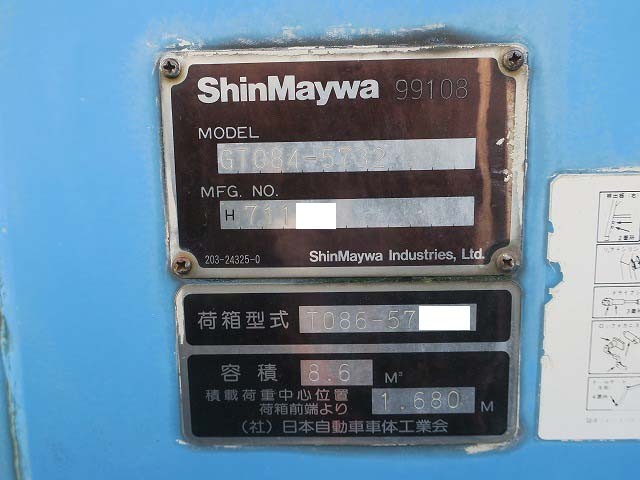 ShinMaywa 99108
MODEL
GT084-5732
MFG. NO.
H 711
203-24325-0 ShinMaywa Industries, Ltd.
荷箱型式 T086-57
容積 8.6 M³
積載荷重中心位置
荷箱前端より 1.680 M
(社)日本自動車車体工業会